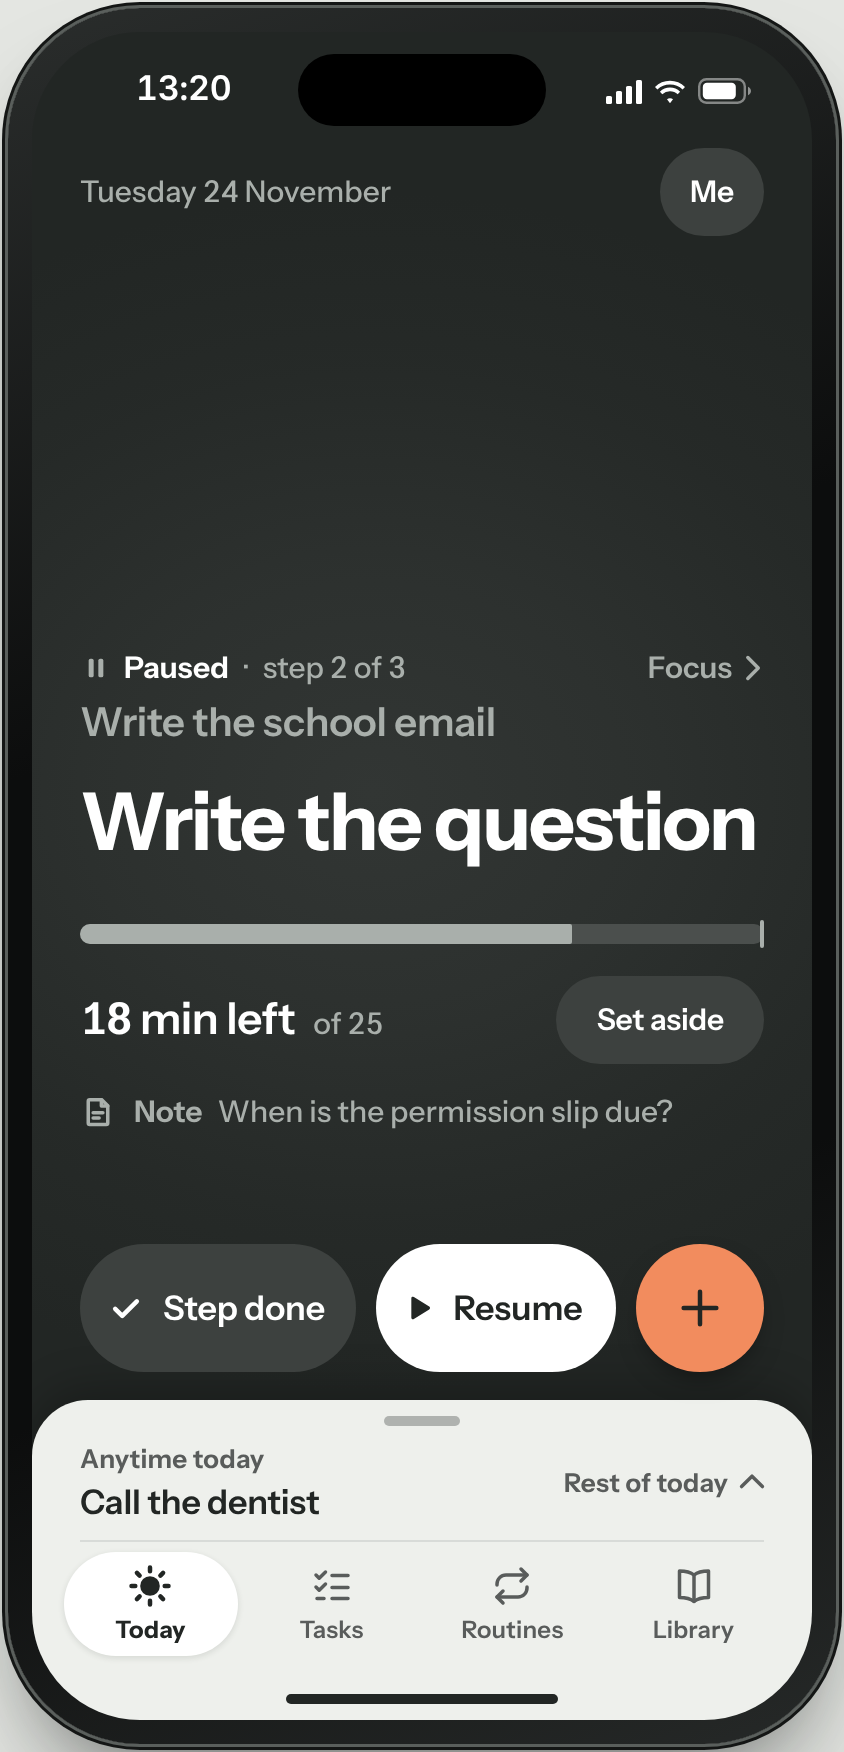 13:20
Tuesday 24 November
Me
Paused · step 2 of 3
Focus
Write the school email
Write the question
18 min left of 25
Set aside
Note When is the permission slip due?
Step done
Resume
Anytime today
Call the dentist
Rest of today
Today
Tasks
Routines
Library